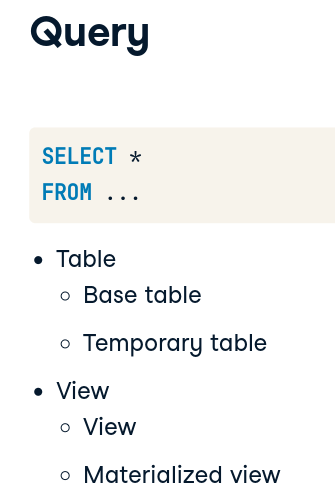 Query
SELECT *
FROM ...
Table
Base table
Temporary table
View
View
Materialized view